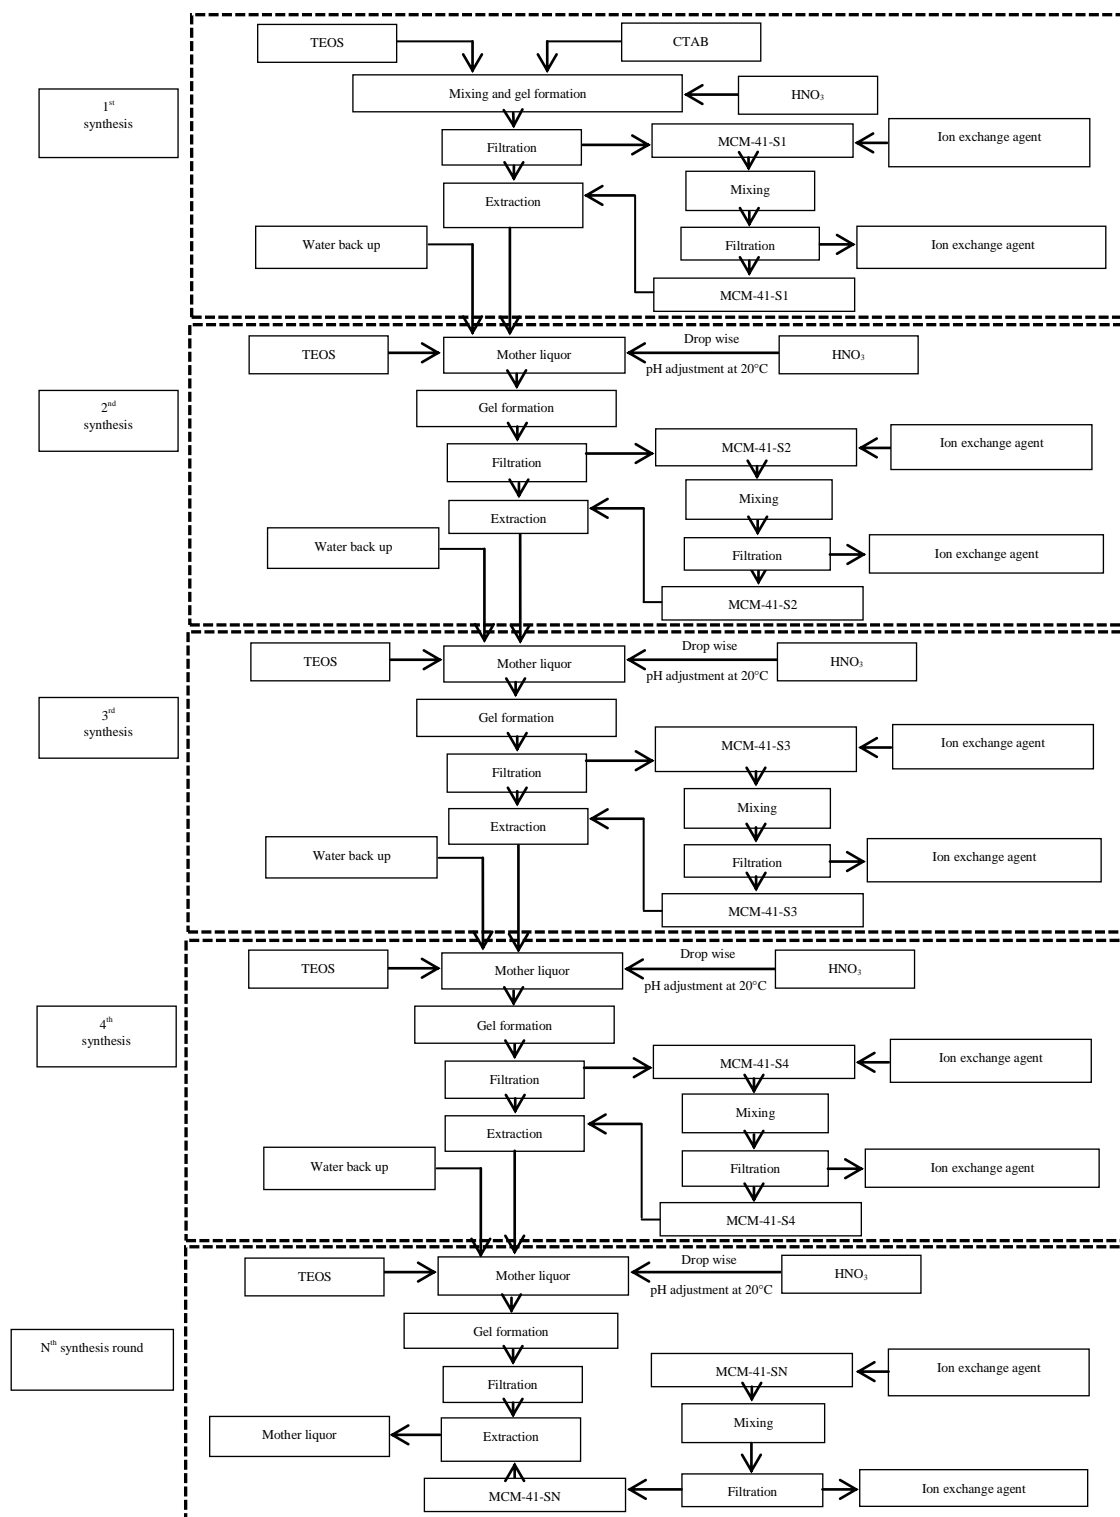 TEOS
CTAB
1st
synthesis
Mixing and gel formation
HNO₃
Filtration
MCM-41-S1
Ion exchange agent
Extraction
Mixing
Water back up
Filtration
Ion exchange agent
MCM-41-S1
TEOS
Mother liquor
Drop wise
pH adjustment at 20°C
HNO₃
2nd
synthesis
Gel formation
Filtration
MCM-41-S2
Ion exchange agent
Extraction
Mixing
Water back up
Filtration
Ion exchange agent
MCM-41-S2
TEOS
Mother liquor
Drop wise
pH adjustment at 20°C
HNO₃
3rd
synthesis
Gel formation
Filtration
MCM-41-S3
Ion exchange agent
Extraction
Mixing
Water back up
Filtration
Ion exchange agent
MCM-41-S3
TEOS
Mother liquor
Drop wise
pH adjustment at 20°C
HNO₃
4th
synthesis
Gel formation
Filtration
MCM-41-S4
Ion exchange agent
Extraction
Mixing
Water back up
Filtration
Ion exchange agent
MCM-41-S4
TEOS
Mother liquor
Drop wise
pH adjustment at 20°C
HNO₃
Nth synthesis round
Gel formation
Filtration
MCM-41-SN
Ion exchange agent
Mother liquor
Extraction
Mixing
MCM-41-SN
Filtration
Ion exchange agent